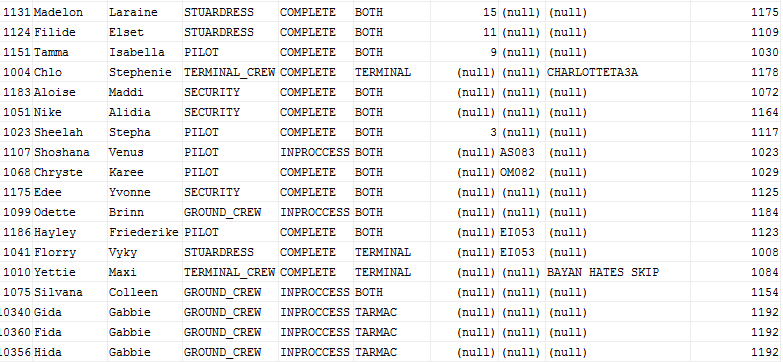 1131 Madelon Laraine STUARDRESS COMPLETE BOTH 15 (null) (null) 1175
1124 Filide Elset STUARDRESS COMPLETE BOTH 11 (null) (null) 1109
1151 Tamma Isabella PILOT COMPLETE BOTH 9 (null) (null) 1030
1004 Chlo Stephenie TERMINAL_CREW COMPLETE TERMINAL (null) (null) CHARLOTTETA3A 1178
1183 Aloise Maddi SECURITY COMPLETE BOTH (null) (null) (null) 1072
1051 Nike Alidia SECURITY COMPLETE BOTH (null) (null) (null) 1164
1023 Sheelah Stepha PILOT COMPLETE BOTH 3 (null) (null) 1117
1107 Shoshana Venus PILOT INPROCCESS BOTH (null) AS083 (null) 1023
1068 Chryste Karee PILOT COMPLETE BOTH (null) OM082 (null) 1029
1175 Edee Yvonne SECURITY COMPLETE BOTH (null) (null) (null) 1125
1099 Odette Brinn GROUND_CREW INPROCCESS BOTH (null) (null) (null) 1184
1186 Hayley Friederike PILOT COMPLETE BOTH (null) EI053 (null) 1123
1041 Florry Vyky STUARDRESS COMPLETE TERMINAL (null) EI053 (null) 1008
1010 Yettie Maxi TERMINAL_CREW COMPLETE TERMINAL (null) (null) BAYAN HATES SKIP 1084
1075 Silvana Colleen GROUND_CREW INPROCCESS BOTH (null) (null) (null) 1154
0340 Gida Gabbie GROUND_CREW INPROCCESS TARMAC (null) (null) (null) 1192
0360 Fida Gabbie GROUND_CREW INPROCCESS TARMAC (null) (null) (null) 1192
0356 Hida Gabbie GROUND_CREW INPROCCESS TARMAC (null) (null) (null) 1192